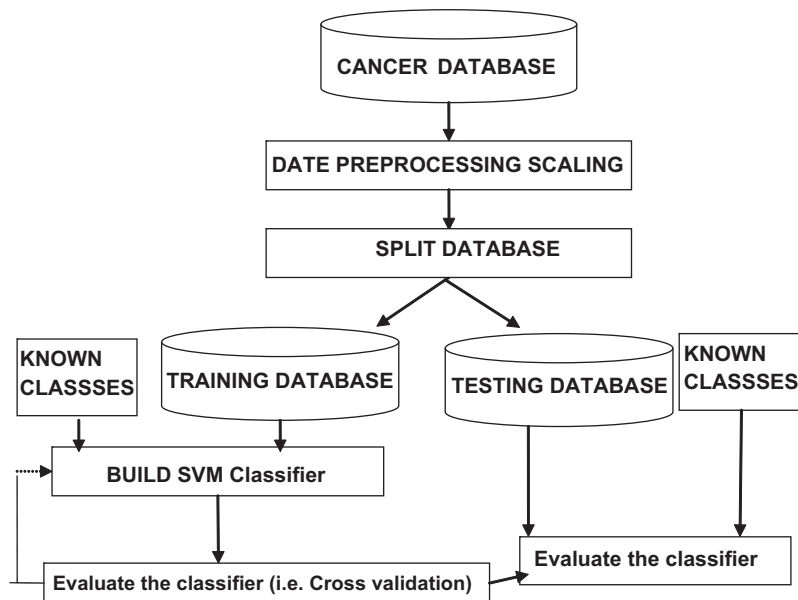 CANCER DATABASE
DATE PREPROCESSING SCALING
SPLIT DATABASE
KNOWN
CLASSSES
TRAINING DATABASE
TESTING DATABASE
KNOWN
CLASSSES
BUILD SVM Classifier
Evaluate the classifier
Evaluate the classifier (i.e. Cross validation)